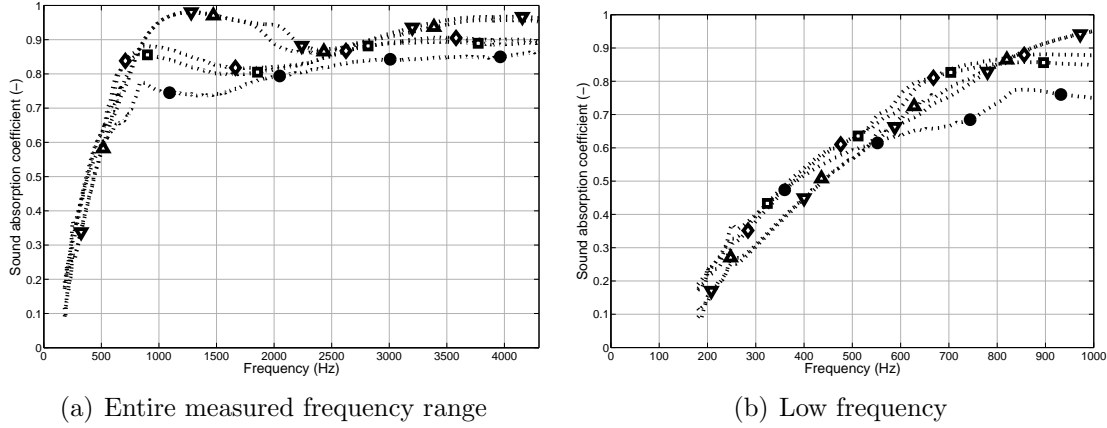 1
0.9
0.8
0.7
0.6
0.5
0.4
0.3
0.2
0.1
0
Sound absorption coefficient (−)
0 500 1000 1500 2000 2500 3000 3500 4000
Frequency (Hz)
(a) Entire measured frequency range
1
0.9
0.8
0.7
0.6
0.5
0.4
0.3
0.2
0.1
0
Sound absorption coefficient (−)
0 100 200 300 400 500 600 700 800 900 1000
Frequency (Hz)
(b) Low frequency